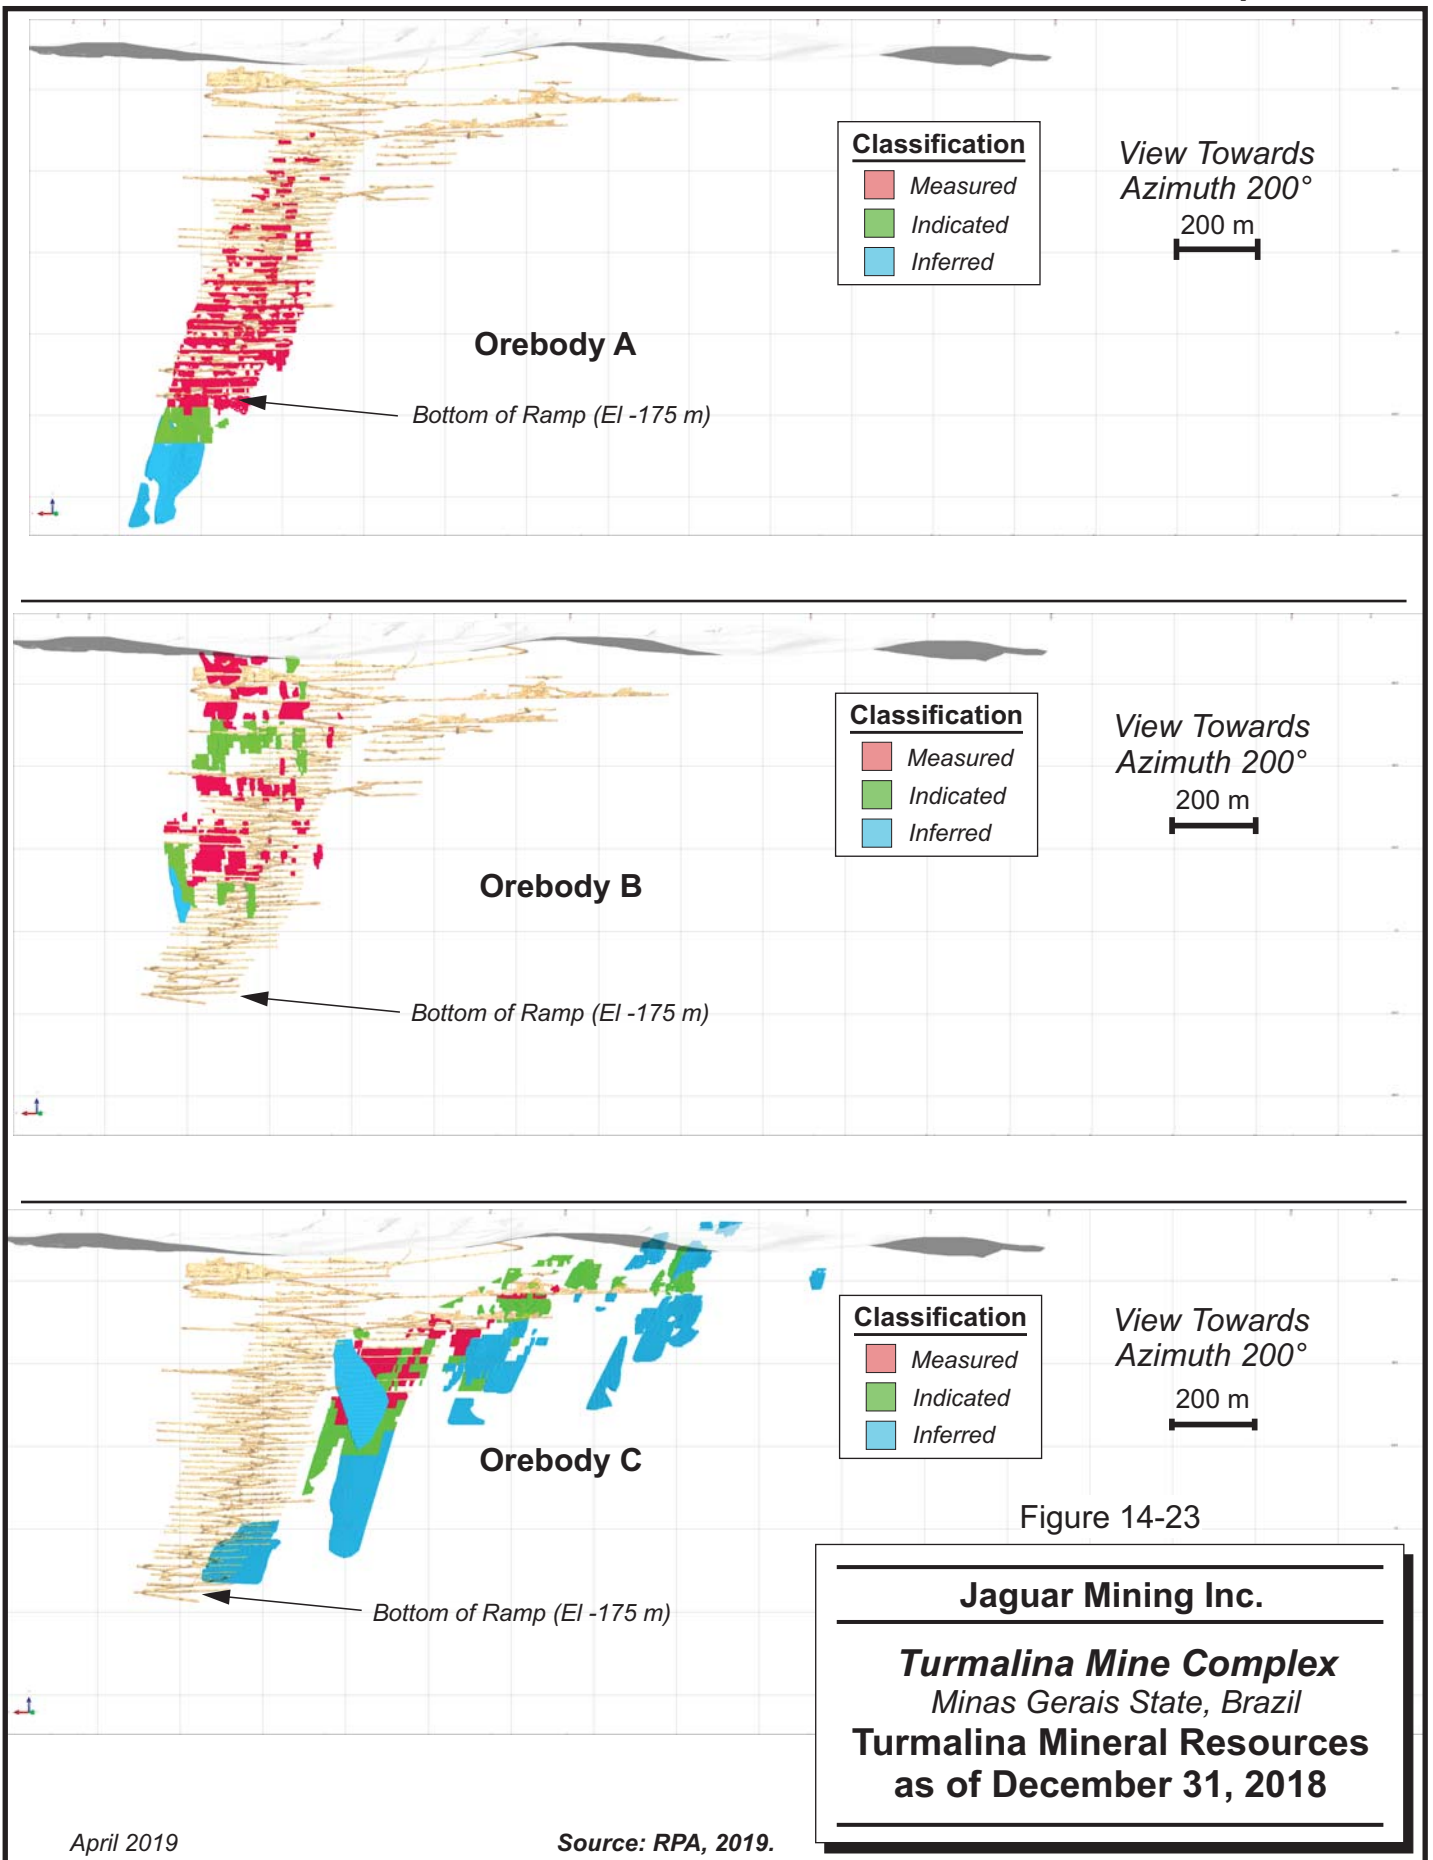 Classification
Measured
Indicated
Inferred
View Towards
Azimuth 200°
200 m
Orebody A
Bottom of Ramp (El -175 m)
Classification
Measured
Indicated
Inferred
View Towards
Azimuth 200°
200 m
Orebody B
Bottom of Ramp (El -175 m)
Classification
Measured
Indicated
Inferred
View Towards
Azimuth 200°
200 m
Orebody C
Bottom of Ramp (El -175 m)
Figure 14-23
Jaguar Mining Inc.
Turmalina Mine Complex
Minas Gerais State, Brazil
Turmalina Mineral Resources
as of December 31, 2018
April 2019
Source: RPA, 2019.